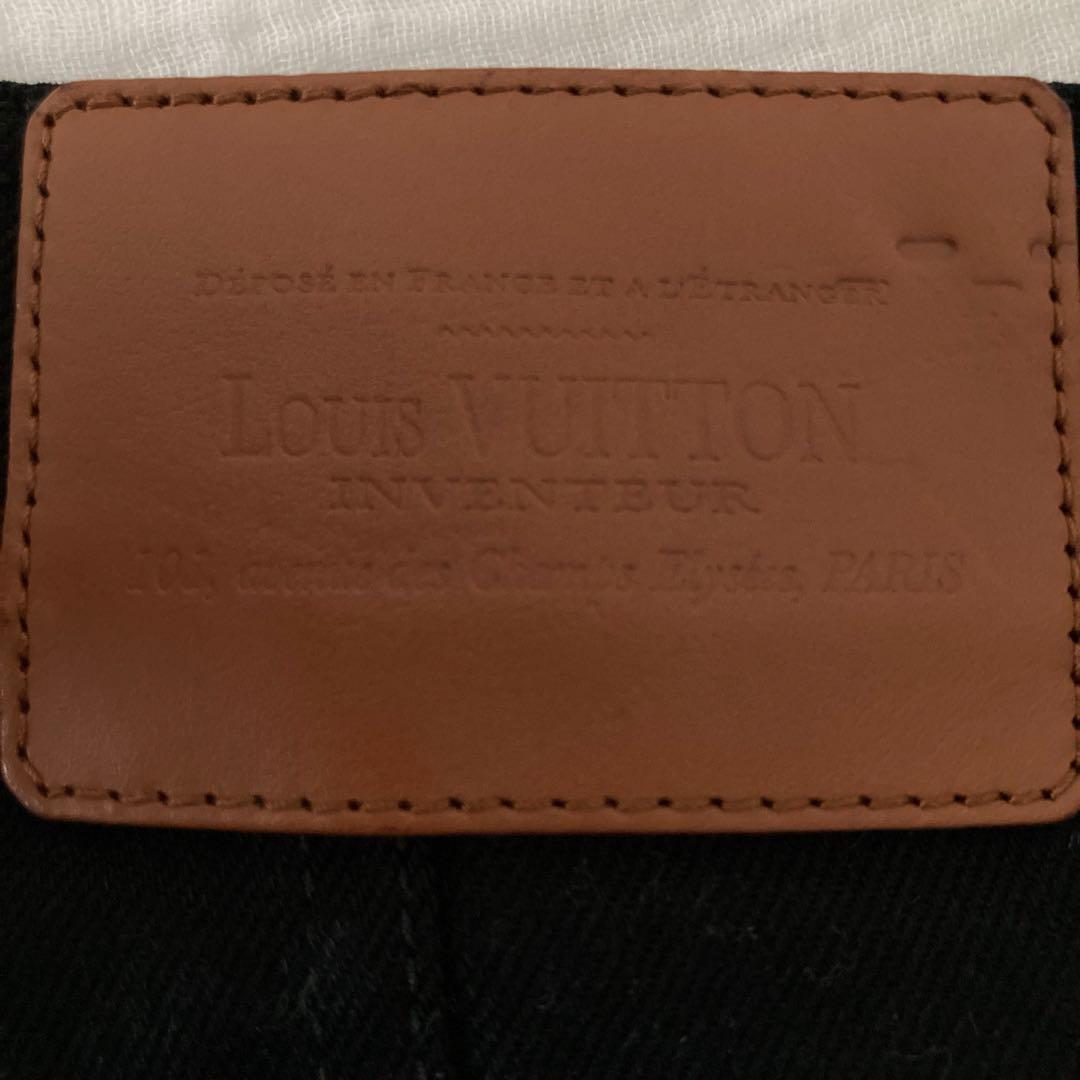 DÉPOSÉ EN FRANCE ET A L'ÉTRANGER
LOUIS VUITTON
INVENTEUR
101, avenue des Champs Elysées, PARIS